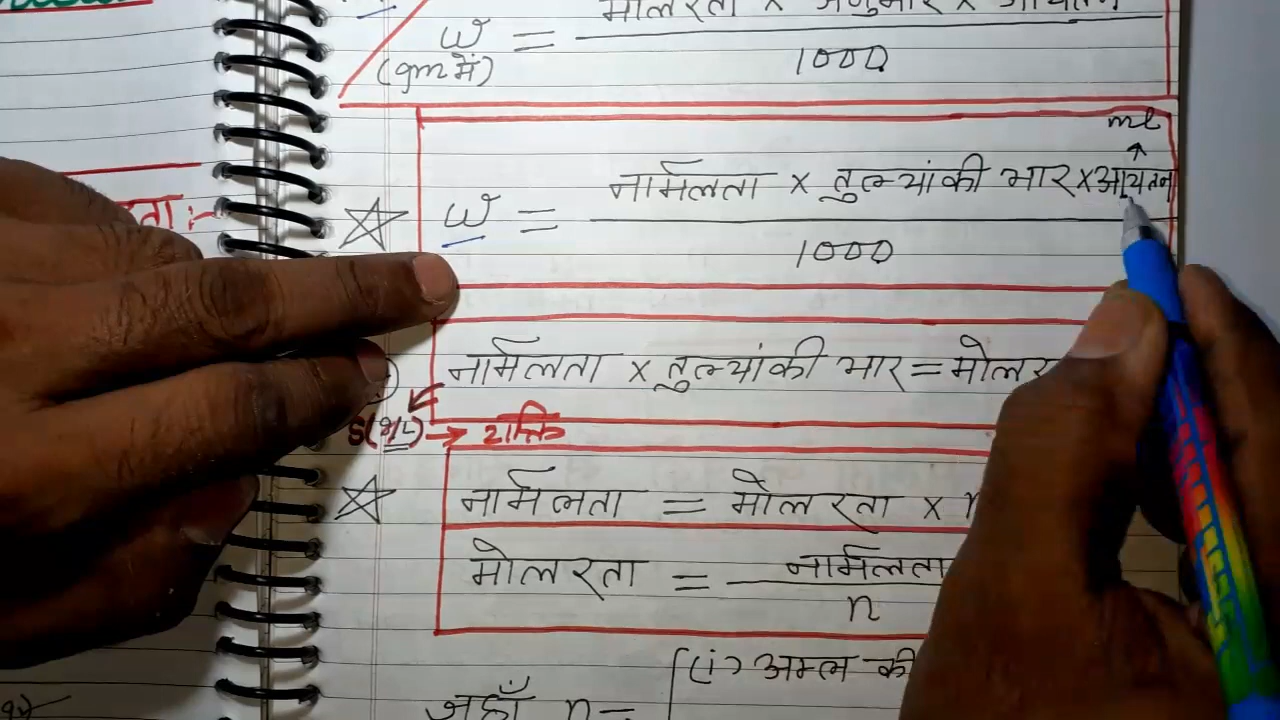 मोलरता × अणुभार × आयतन
w =
1000
(gm में)
ml
↑
नार्मलता × तुल्यांकी भार × आयतन
w =
1000
ता :-
नार्मलता × तुल्यांकी भार = मोलर
S(g/L) → शक्ति
नार्मलता = मोलरता × n
मोलरता = नार्मलता
n
(i) अम्ल की
जहाँ n =